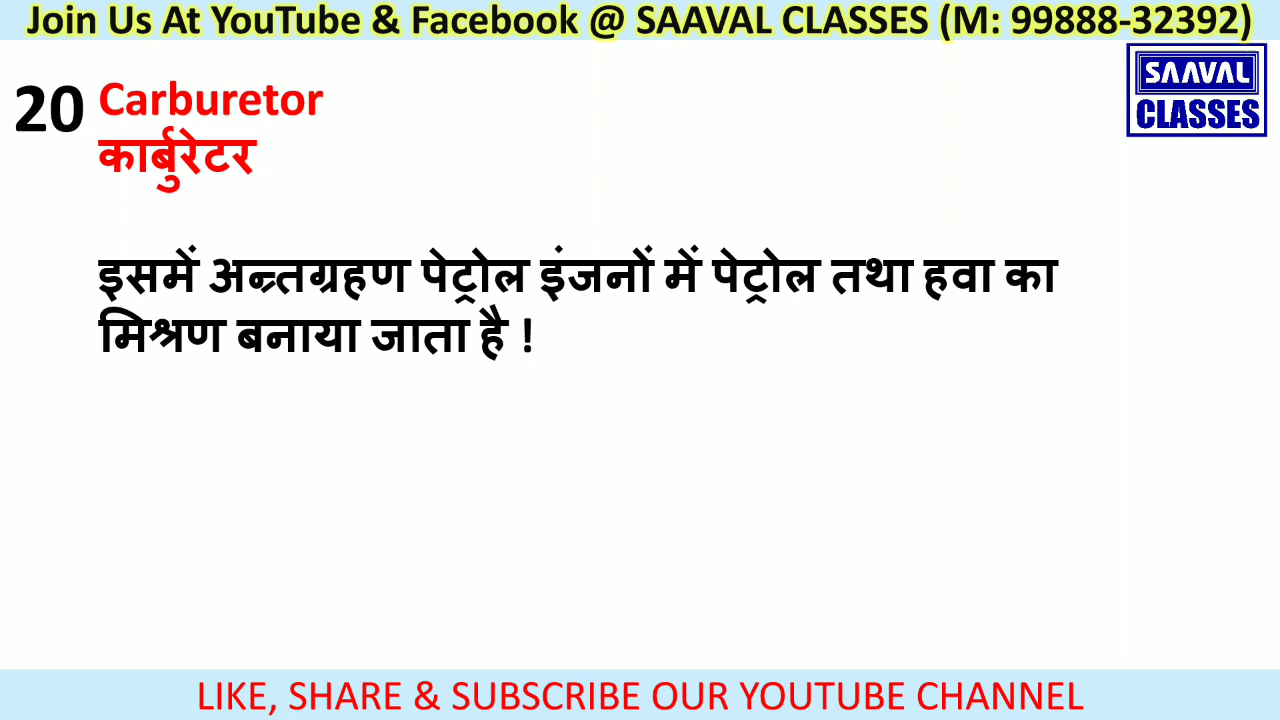 Join Us At YouTube & Facebook @ SAAVAL CLASSES (M: 99888-32392)
SAAVAL
CLASSES
20 Carburetor
कार्बुरेटर
इसमें अन्र्तग्रहण पेट्रोल इंजनों में पेट्रोल तथा हवा का
मिश्रण बनाया जाता है !
LIKE, SHARE & SUBSCRIBE OUR YOUTUBE CHANNEL